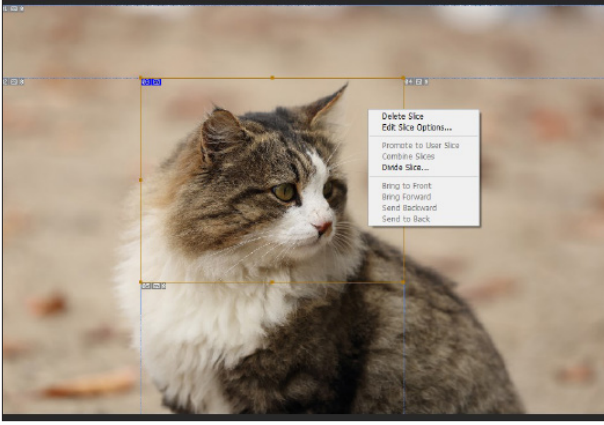 Delete Slice
Edit Slice Options...
Promote to User Slice
Combine Slices
Divide Slice...
Bring to Front
Bring Forward
Send Backward
Send to Back